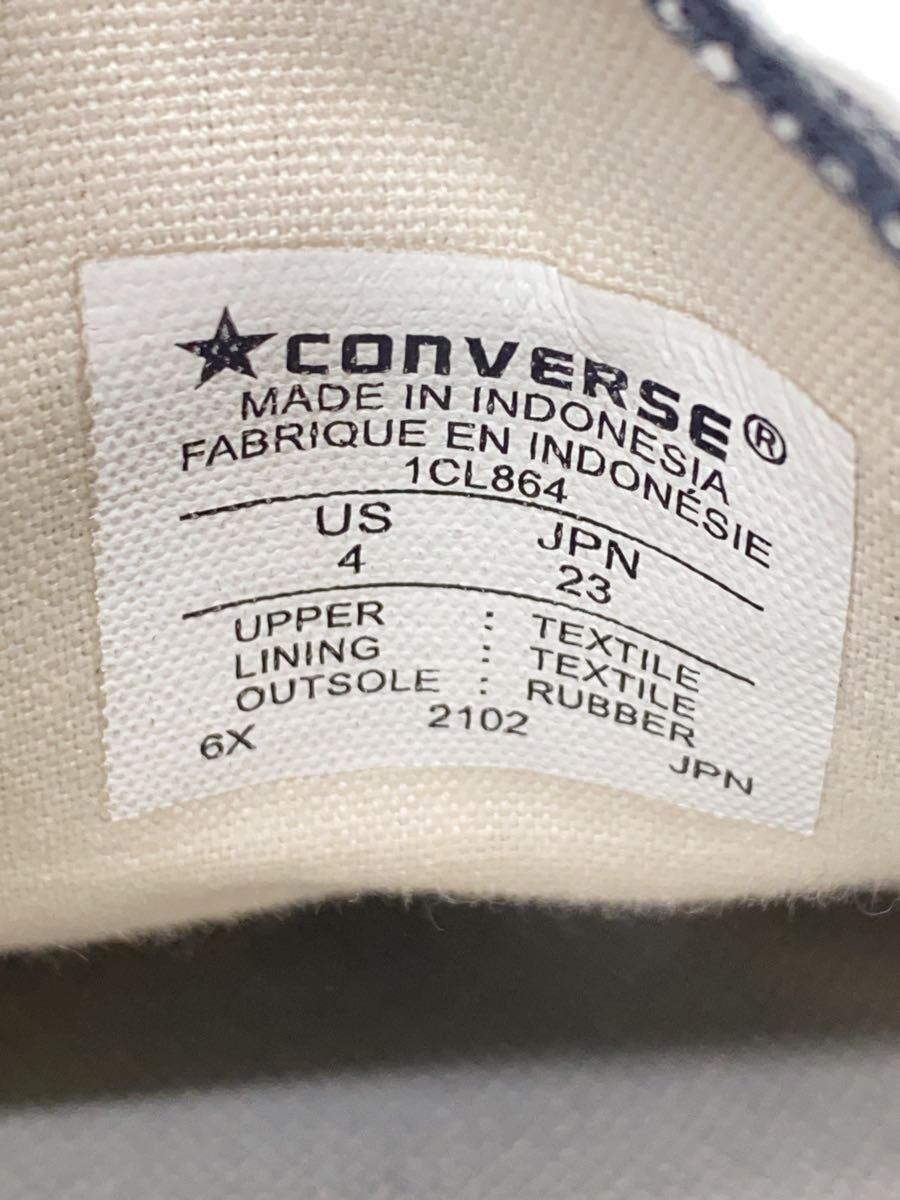 ★CONVERSE®
MADE IN INDONESIA
FABRIQUE EN INDONÉSIE
1CL864
US JPN
4 23
UPPER : TEXTILE
LINING : TEXTILE
OUTSOLE : RUBBER
6X 2102 JPN